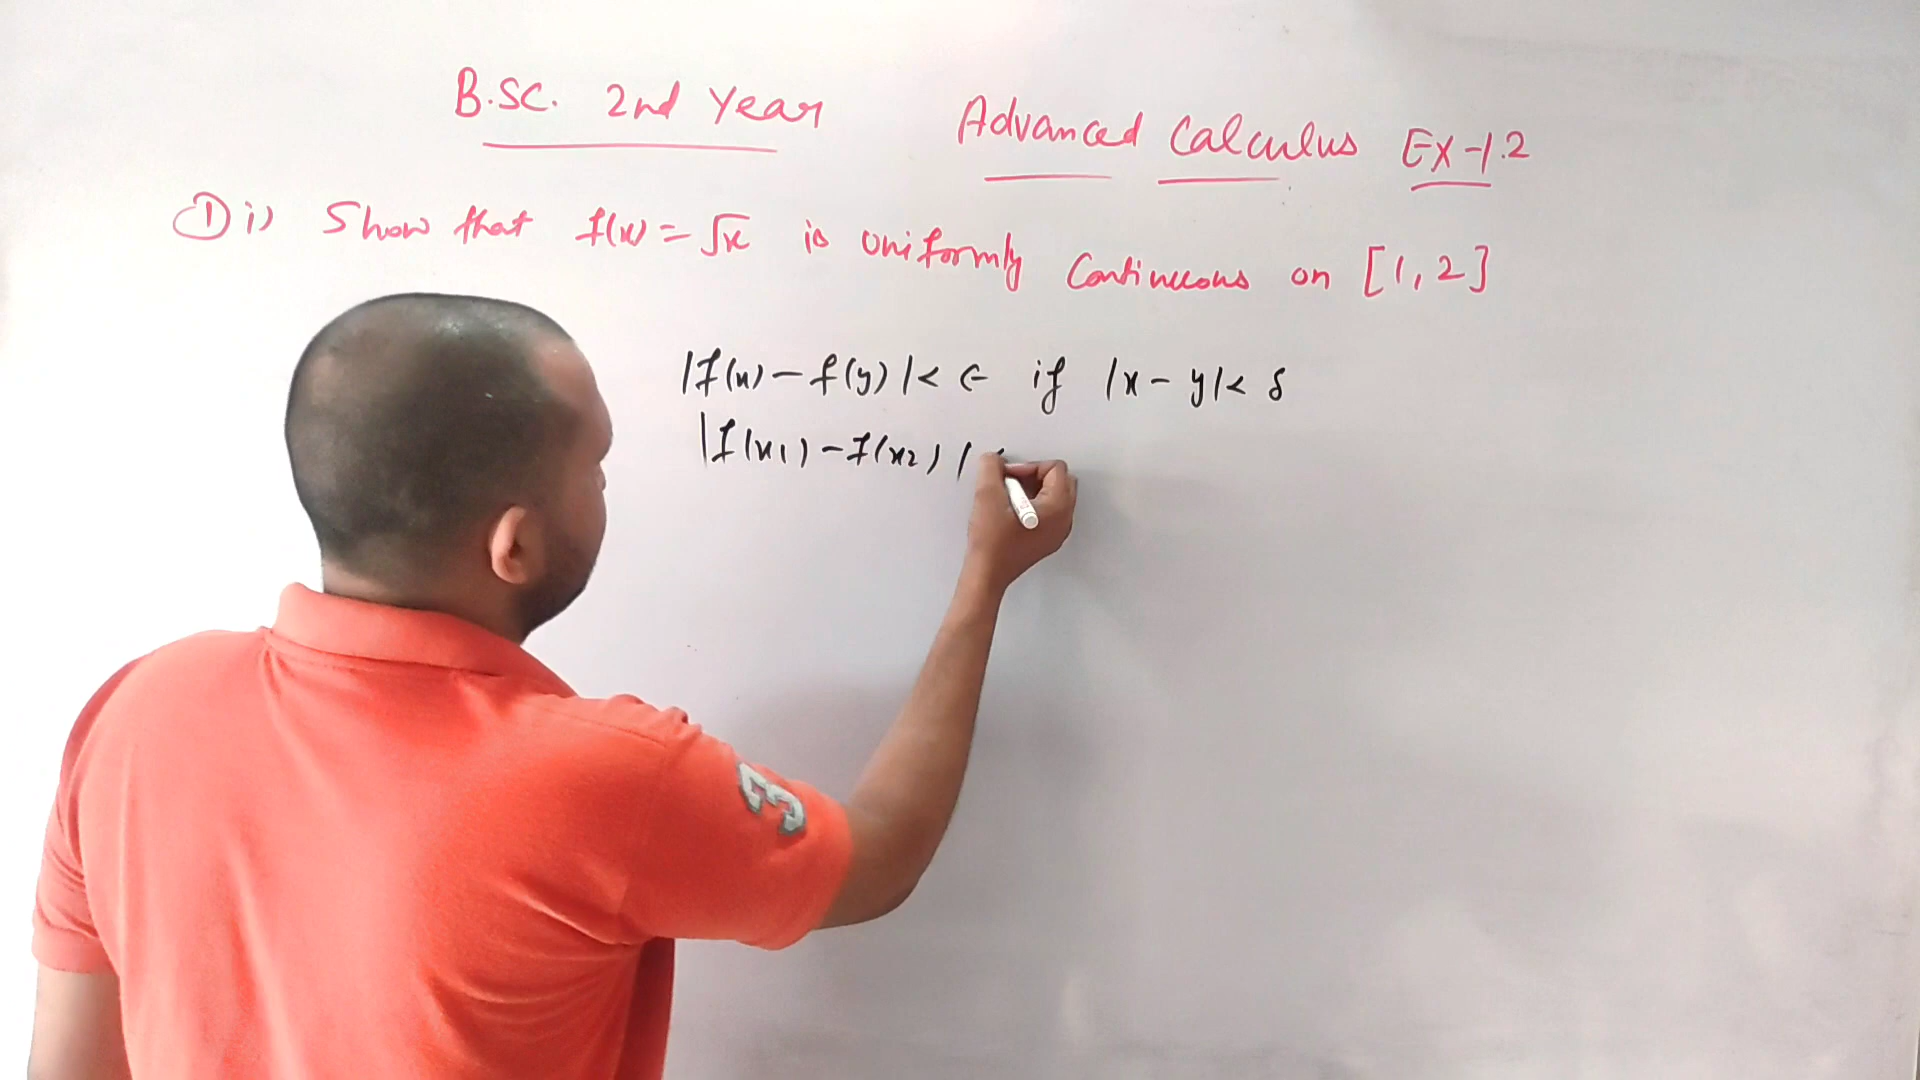 B.SC. 2nd Year Advanced Calculus EX-1.2
① i) Show that f(x) = √x is Uniformly Continuous on [1, 2]
|f(x) - f(y)| < ϵ if |x - y| < δ
|f(x1) - f(x2)| <
3